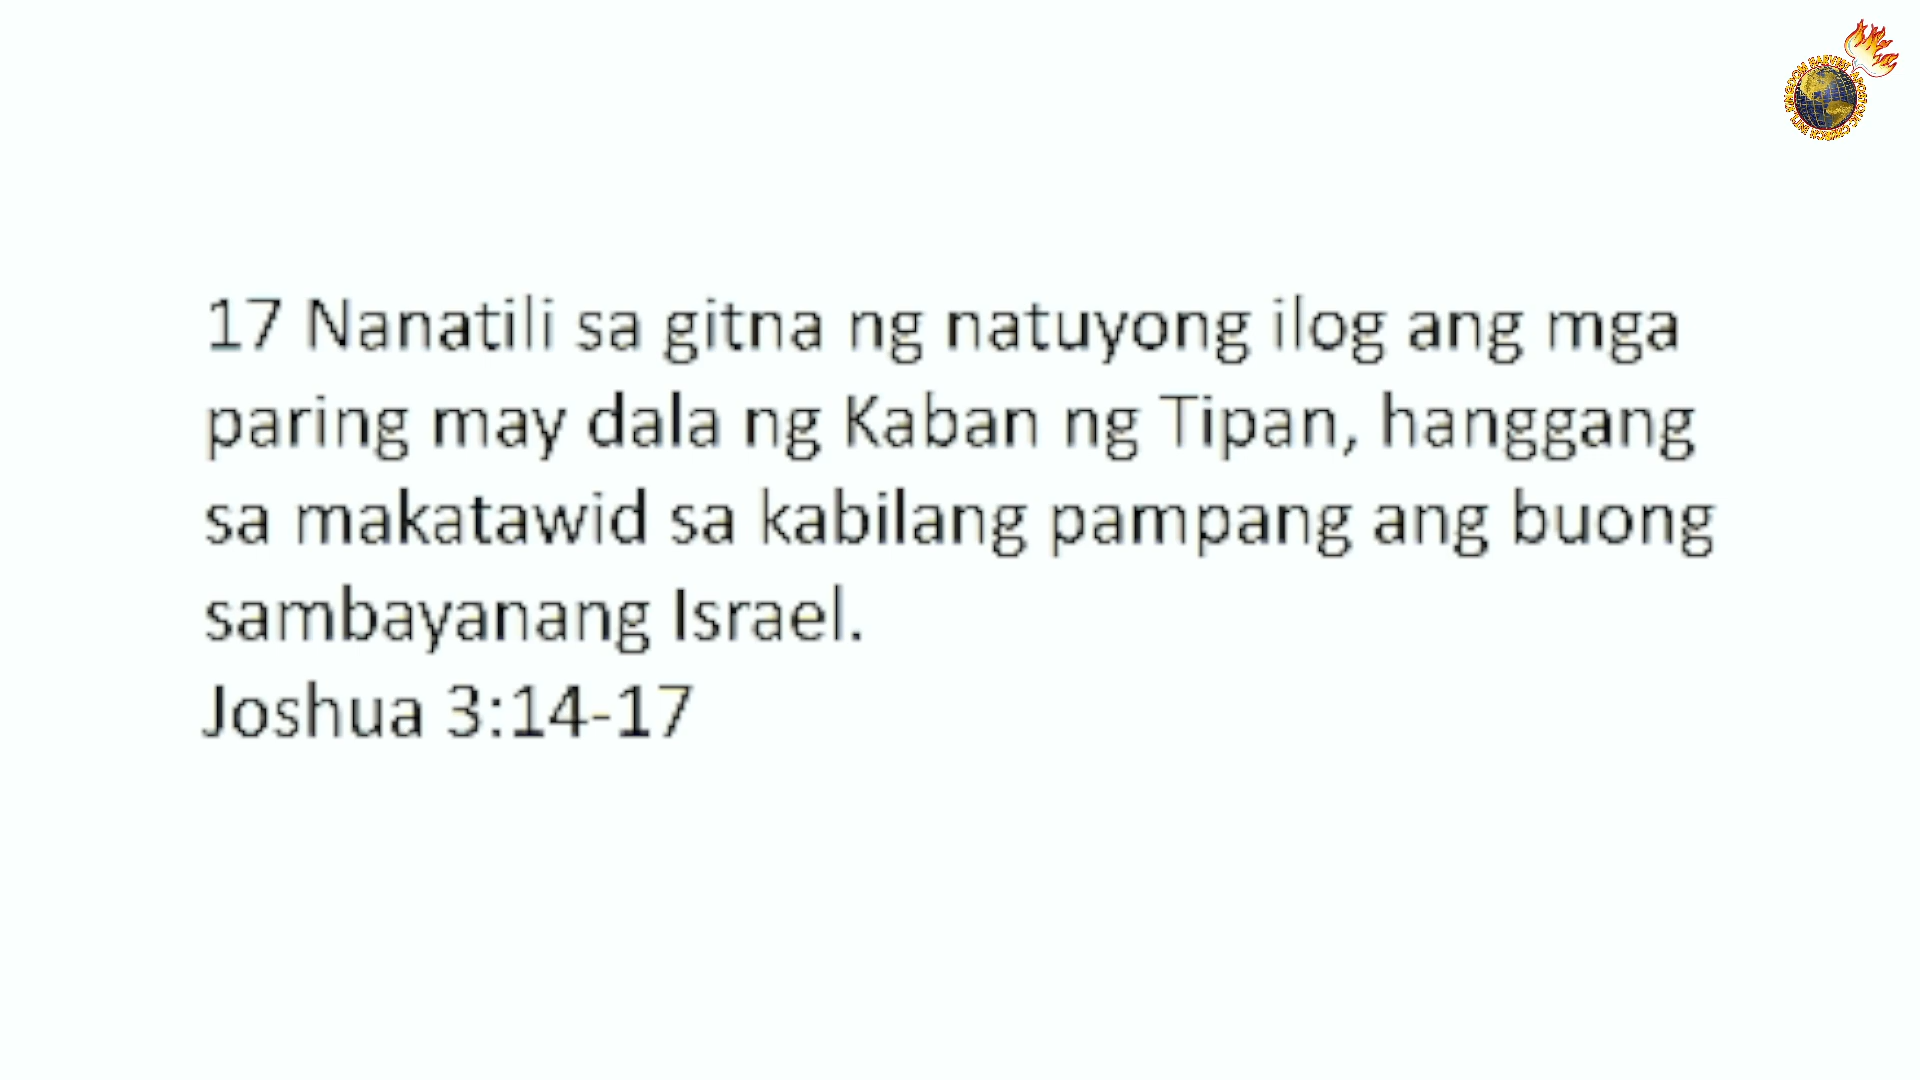 17 Nanatili sa gitna ng natuyong ilog ang mga
paring may dala ng Kaban ng Tipan, hanggang
sa makatawid sa kabilang pampang ang buong
sambayanang Israel.
Joshua 3:14-17